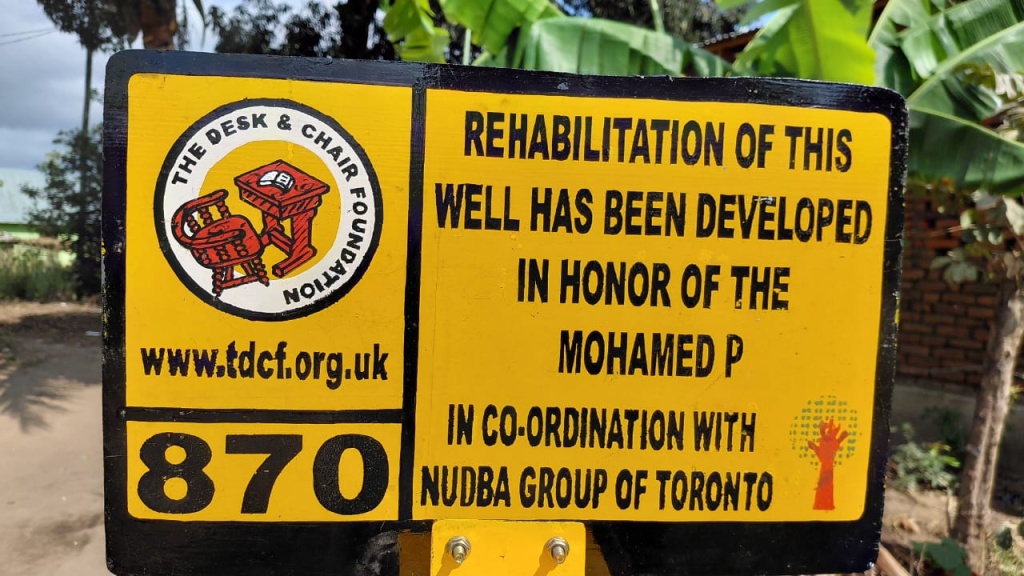 THE DESK & CHAIR FOUNDATION
www.tdcf.org.uk
870
REHABILITATION OF THIS
WELL HAS BEEN DEVELOPED
IN HONOR OF THE
MOHAMED P
IN CO-ORDINATION WITH
NUDBA GROUP OF TORONTO